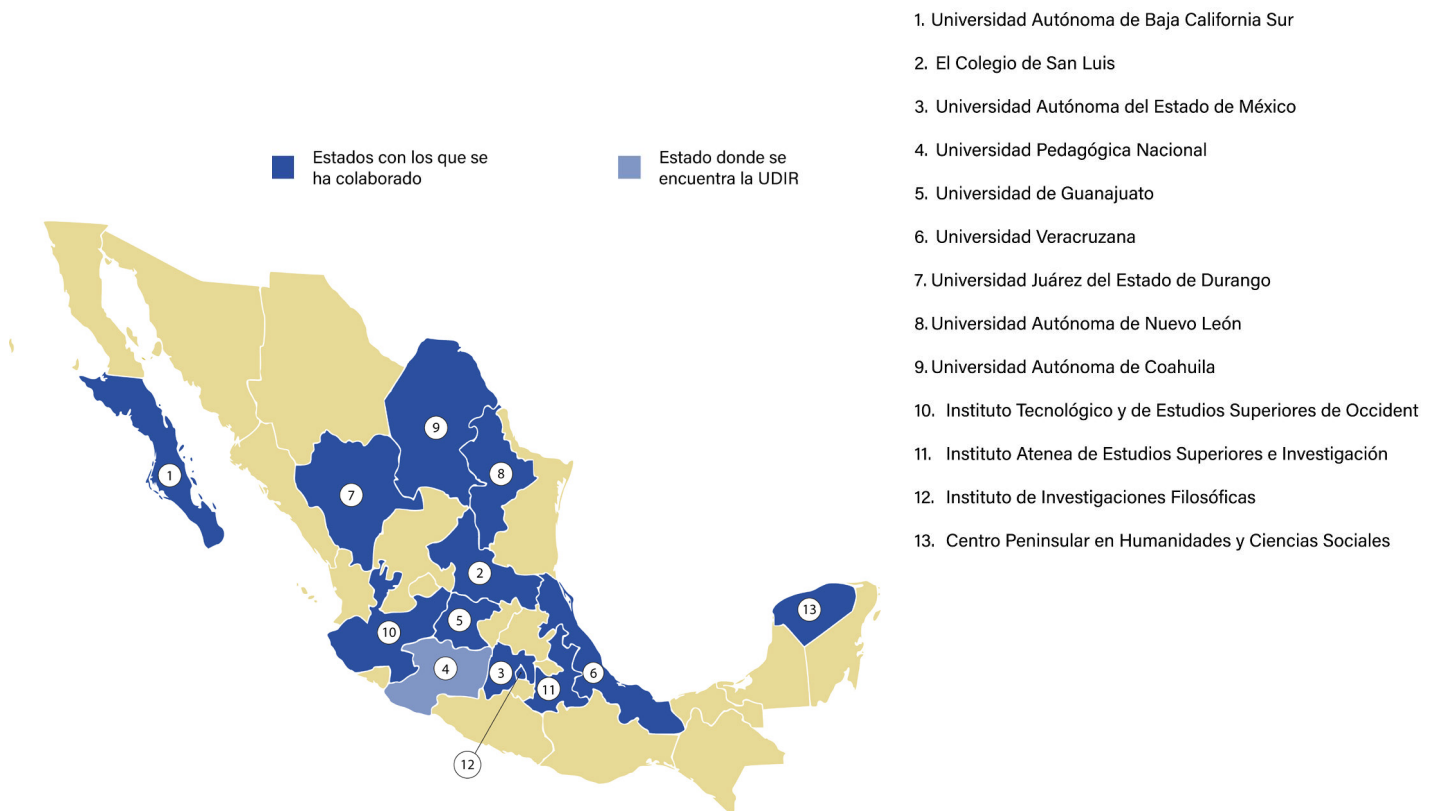 1. Universidad Autónoma de Baja California Sur
2. El Colegio de San Luis
3. Universidad Autónoma del Estado de México
4. Universidad Pedagógica Nacional
5. Universidad de Guanajuato
6. Universidad Veracruzana
7. Universidad Juárez del Estado de Durango
8. Universidad Autónoma de Nuevo León
9. Universidad Autónoma de Coahuila
10. Instituto Tecnológico y de Estudios Superiores de Occident
11. Instituto Atenea de Estudios Superiores e Investigación
12. Instituto de Investigaciones Filosóficas
13. Centro Peninsular en Humanidades y Ciencias Sociales
Estados con los que se
ha colaborado
Estado donde se
encuentra la UDIR
9
1
8
7
2
13
5
10
4
3
6
11
12